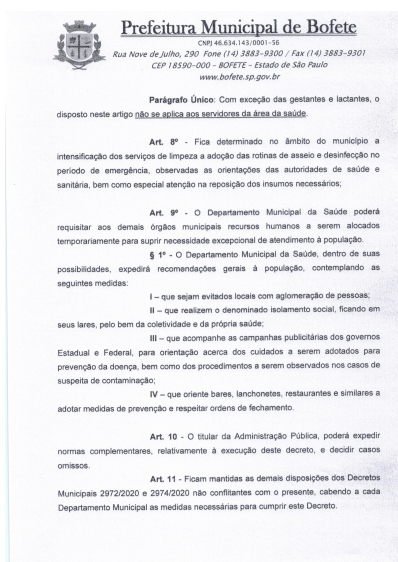 Prefeitura Municipal de Bofete
CNPJ 46.634.143/0001-56
Rua Nove de Julho, 290 Fone (14) 3883-9300 / Fax (14) 3883-9301
CEP 18590-000 - BOFETE - Estado de São Paulo
www.bofete.sp.gov.br
Parágrafo Único: Com exceção das gestantes e lactantes, o
disposto neste artigo não se aplica aos servidores da área da saúde.
Art. 8º - Fica determinado no âmbito do município a
intensificação dos serviços de limpeza a adoção das rotinas de asseio e desinfecção no
período de emergência, observadas as orientações das autoridades de saúde e
sanitária, bem como especial atenção na reposição dos insumos necessários;
Art. 9º - O Departamento Municipal da Saúde poderá
requisitar aos demais órgãos municipais recursos humanos a serem alocados
temporariamente para suprir necessidade excepcional de atendimento à população.
§ 1º - O Departamento Municipal da Saúde, dentro de suas
possibilidades, expedirá recomendações gerais à população, contemplando as
seguintes medidas:
I – que sejam evitados locais com aglomeração de pessoas;
II – que realizem o denominado isolamento social, ficando em
seus lares, pelo bem da coletividade e da própria saúde;
III – que acompanhe as campanhas publicitárias dos governos
Estadual e Federal, para orientação acerca dos cuidados a serem adotados para
prevenção da doença, bem como dos procedimentos a serem observados nos casos de
suspeita de contaminação;
IV – que oriente bares, lanchonetes, restaurantes e similares a
adotar medidas de prevenção e respeitar ordens de fechamento.
Art. 10 - O titular da Administração Pública, poderá expedir
normas complementares, relativamente à execução deste decreto, e decidir casos
omissos.
Art. 11 - Ficam mantidas as demais disposições dos Decretos
Municipais 2972/2020 e 2974/2020 não conflitantes com o presente, cabendo a cada
Departamento Municipal as medidas necessárias para cumprir este Decreto.